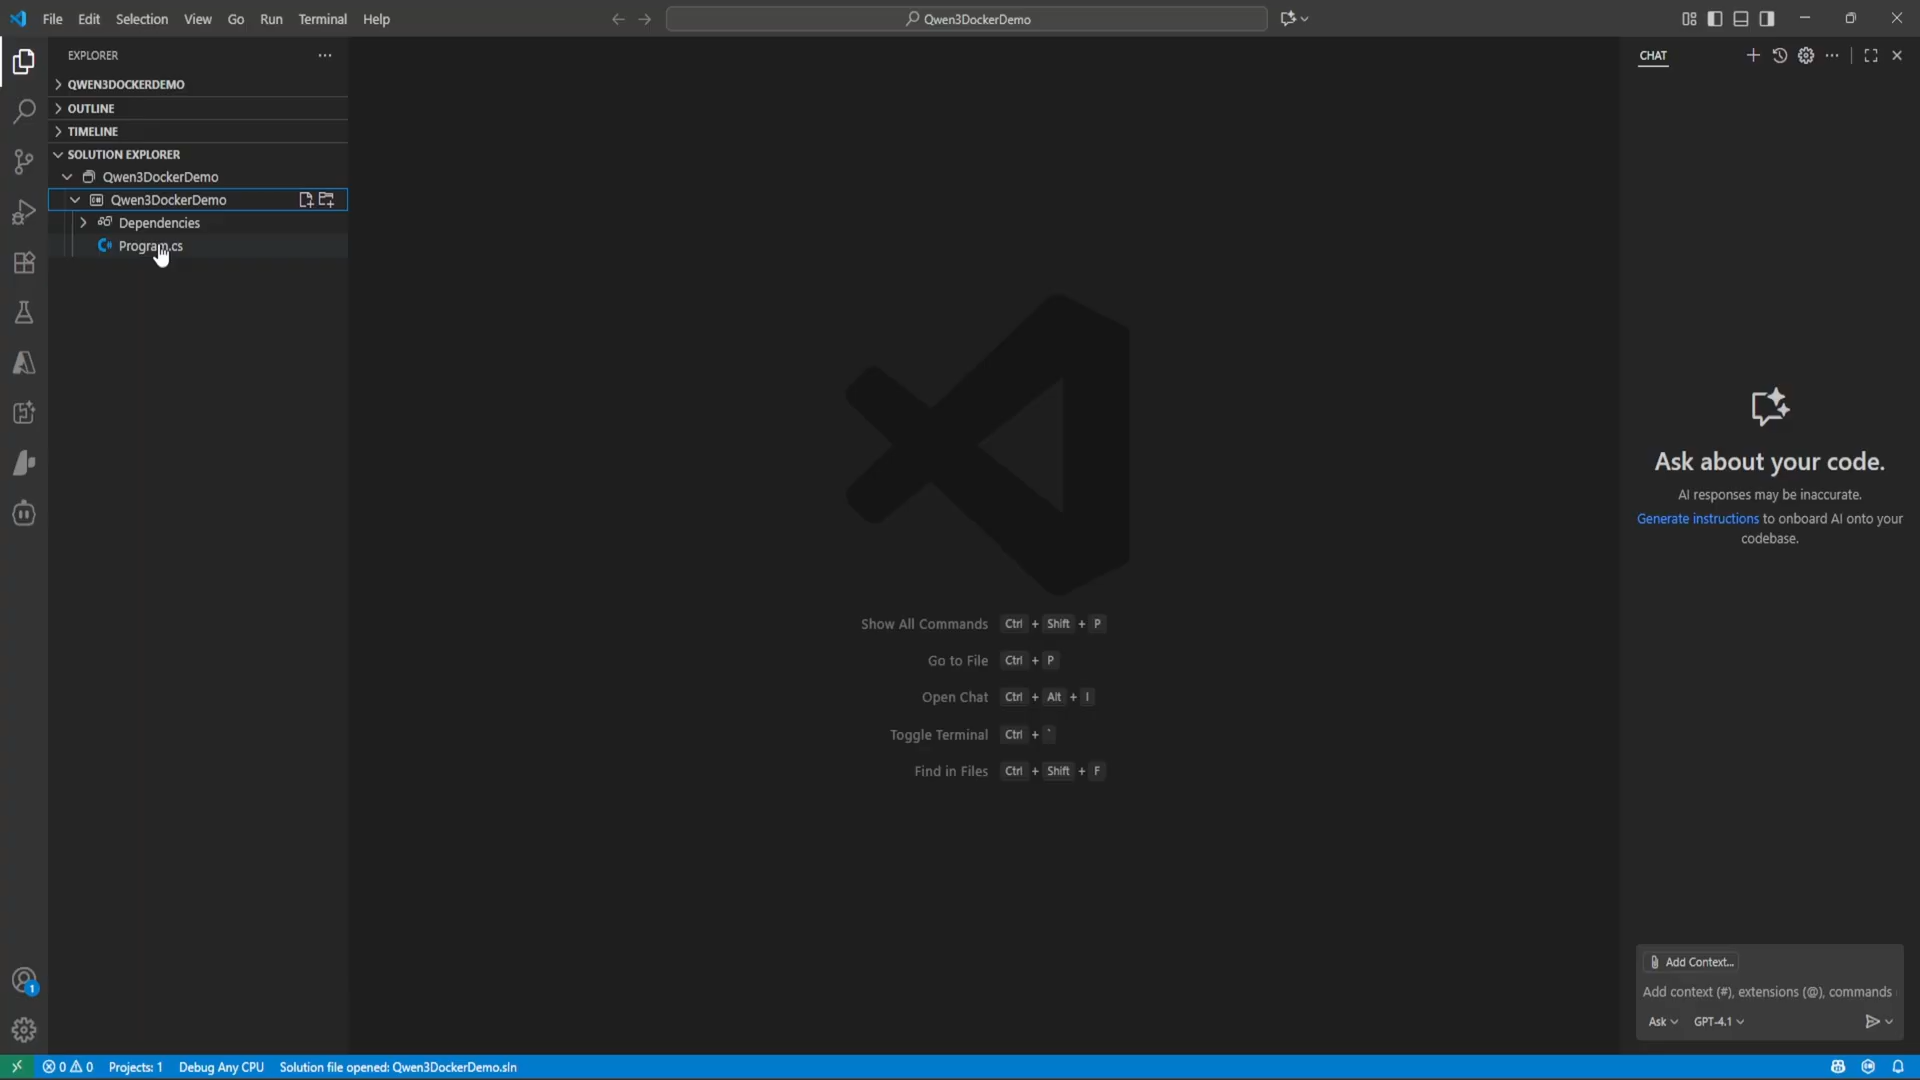 File Edit Selection View Go Run Terminal Help
Qwen3DockerDemo
EXPLORER
QWEN3DOCKERDEMO
OUTLINE
TIMELINE
SOLUTION EXPLORER
Qwen3DockerDemo
Qwen3DockerDemo
Dependencies
Program.cs
Show All Commands Ctrl + Shift + P
Go to File Ctrl + P
Open Chat Ctrl + Alt + I
Toggle Terminal Ctrl + `
Find in Files Ctrl + Shift + F
CHAT
Ask about your code.
AI responses may be inaccurate.
Generate instructions to onboard AI onto your
codebase.
Add Context...
Add context (#), extensions (@), commands
Ask GPT-4.1
1
0 0 Projects: 1 Debug Any CPU Solution file opened: Qwen3DockerDemo.sln